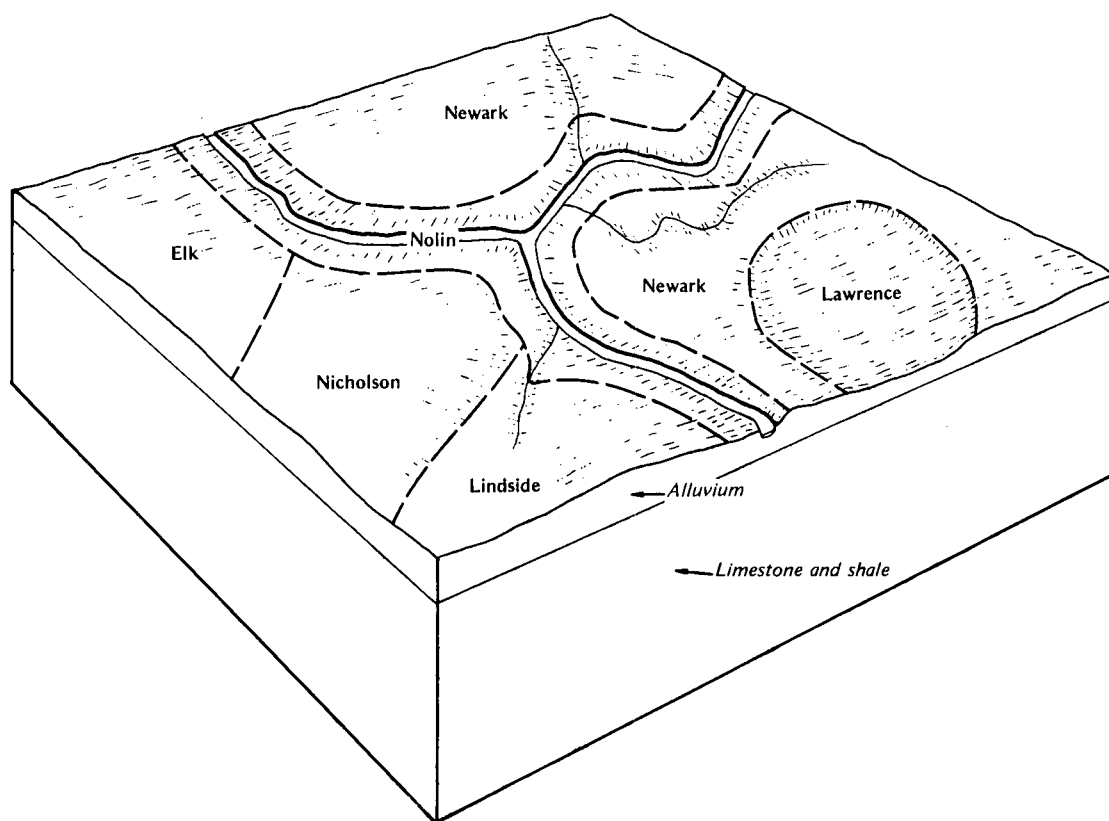 Newark
Nolin
Elk
Newark
Lawrence
Nicholson
Lindside
Alluvium
Limestone and shale